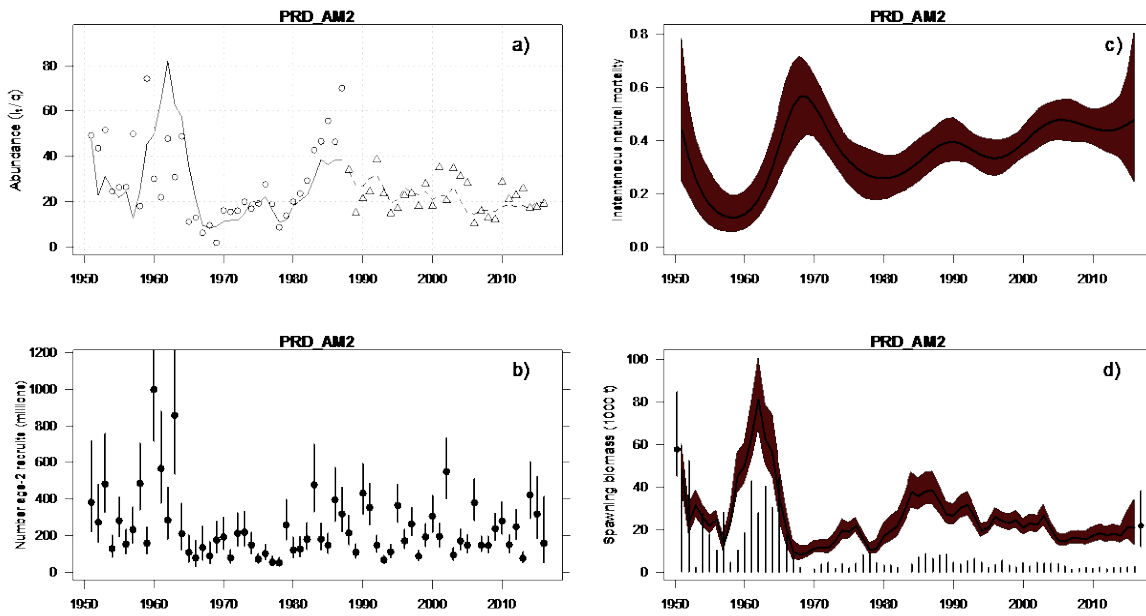 PRD_AM2
a)
Abundance (It/q)
80
60
40
20
0
1950 1960 1970 1980 1990 2000 2010
PRD_AM2
c)
Instantaneous natural mortality
0.8
0.6
0.4
0.2
0.0
1950 1960 1970 1980 1990 2000 2010
PRD_AM2
b)
Number age-2 recruits (millions)
1200
1000
800
600
400
200
0
1950 1960 1970 1980 1990 2000 2010
PRD_AM2
d)
Spawning biomass (1000 t)
100
80
60
40
20
0
1950 1960 1970 1980 1990 2000 2010